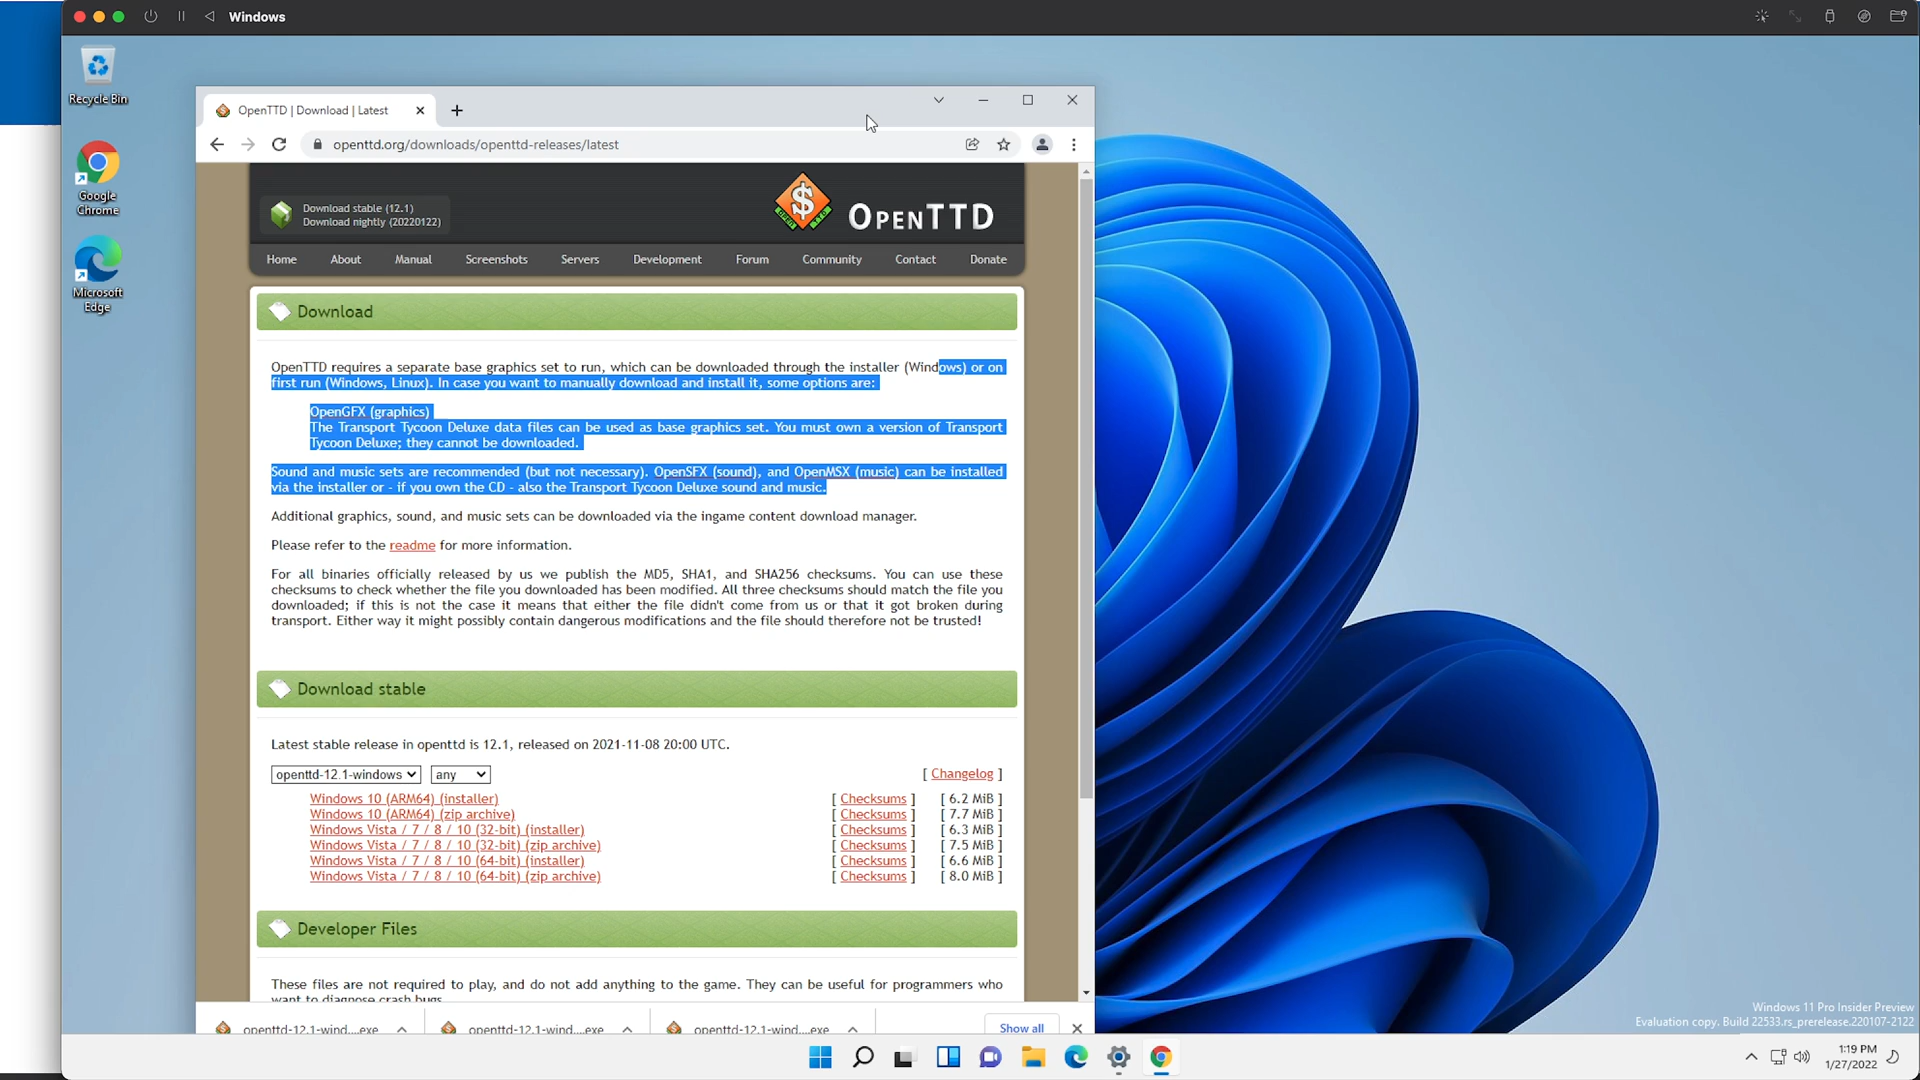 Windows
Recycle Bin
Google
Chrome
Microsoft
Edge
OpenTTD | Download | Latest
openttd.org/downloads/openttd-releases/latest
Download stable (12.1)
Download nightly (20220122)
OPENTTD
Home About Manual Screenshots Servers Development Forum Community Contact Donate
Download
OpenTTD requires a separate base graphics set to run, which can be downloaded through the installer (Windows) or on
first run (Windows, Linux). In case you want to manually download and install it, some options are:
OpenGFX (graphics)
The Transport Tycoon Deluxe data files can be used as base graphics set. You must own a version of Transport
Tycoon Deluxe; they cannot be downloaded.
Sound and music sets are recommended (but not necessary). OpenSFX (sound), and OpenMSX (music) can be installed
via the installer or - if you own the CD - also the Transport Tycoon Deluxe sound and music.
Additional graphics, sound, and music sets can be downloaded via the ingame content download manager.
Please refer to the readme for more information.
For all binaries officially released by us we publish the MD5, SHA1, and SHA256 checksums. You can use these
checksums to check whether the file you downloaded has been modified. All three checksums should match the file you
downloaded; if this is not the case it means that either the file didn't come from us or that it got broken during
transport. Either way it might possibly contain dangerous modifications and the file should therefore not be trusted!
Download stable
Latest stable release in openttd is 12.1, released on 2021-11-08 20:00 UTC.
openttd-12.1-windows any [ Changelog ]
Windows 10 (ARM64) (installer) [ Checksums ] [ 6.2 MiB ]
Windows 10 (ARM64) (zip archive) [ Checksums ] [ 7.7 MiB ]
Windows Vista / 7 / 8 / 10 (32-bit) (installer) [ Checksums ] [ 6.3 MiB ]
Windows Vista / 7 / 8 / 10 (32-bit) (zip archive) [ Checksums ] [ 7.5 MiB ]
Windows Vista / 7 / 8 / 10 (64-bit) (installer) [ Checksums ] [ 6.6 MiB ]
Windows Vista / 7 / 8 / 10 (64-bit) (zip archive) [ Checksums ] [ 8.0 MiB ]
Developer Files
These files are not required to play, and do not add anything to the game. They can be useful for programmers who
want to diagnose crash bugs
openttd-12.1-wind....exe openttd-12.1-wind....exe openttd-12.1-wind....exe Show all
Windows 11 Pro Insider Preview
Evaluation copy. Build 22533.rs_prerelease.220107-2122
1:19 PM
1/27/2022